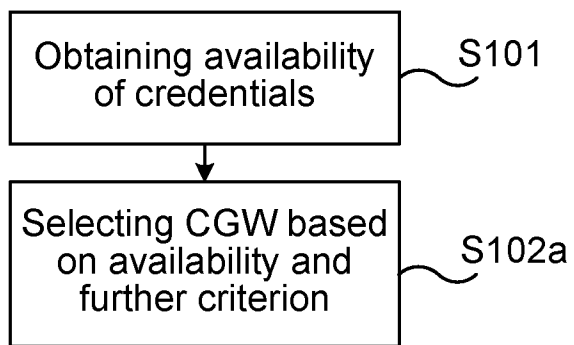 Obtaining availability
of credentials
S101
Selecting CGW based
on availability and
further criterion
S102a